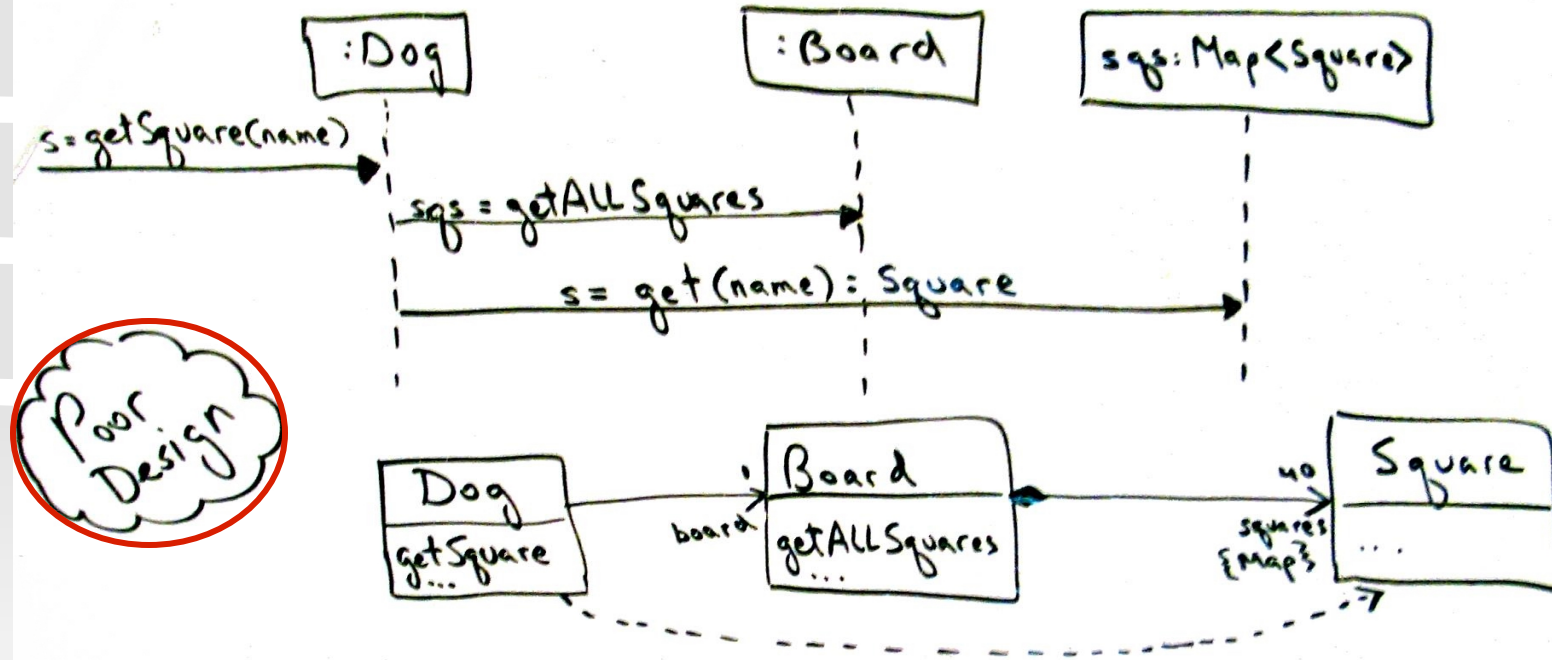 :Dog
:Board
sqs: Map<Square>
s=getSquare(name)
sqs = getALLSquares
s= get(name): Square
Poor
Design
Dog
getSquare
...
1
board
Board
getALLSquares
...
40
squares
{Map}
Square
...